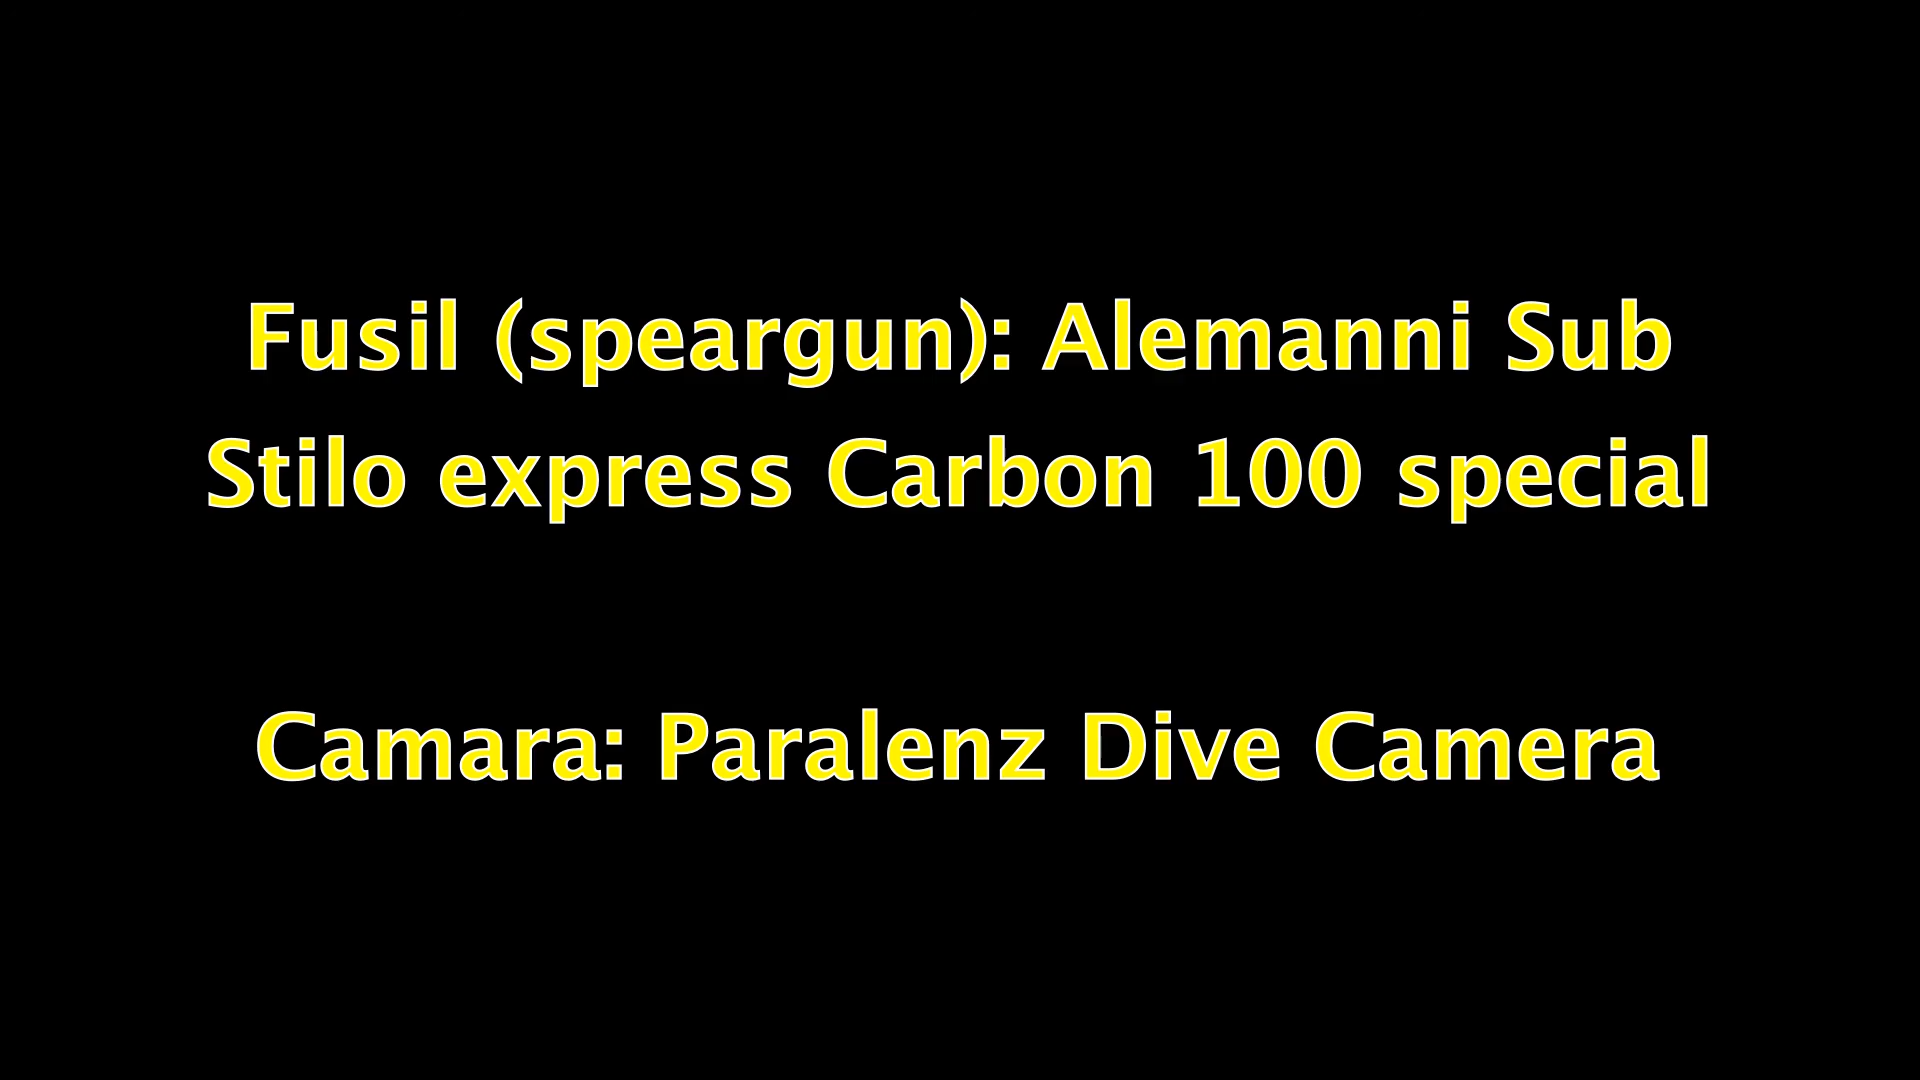 Fusil (speargun): Alemanni Sub
Stilo express Carbon 100 special
Camara: Paralenz Dive Camera